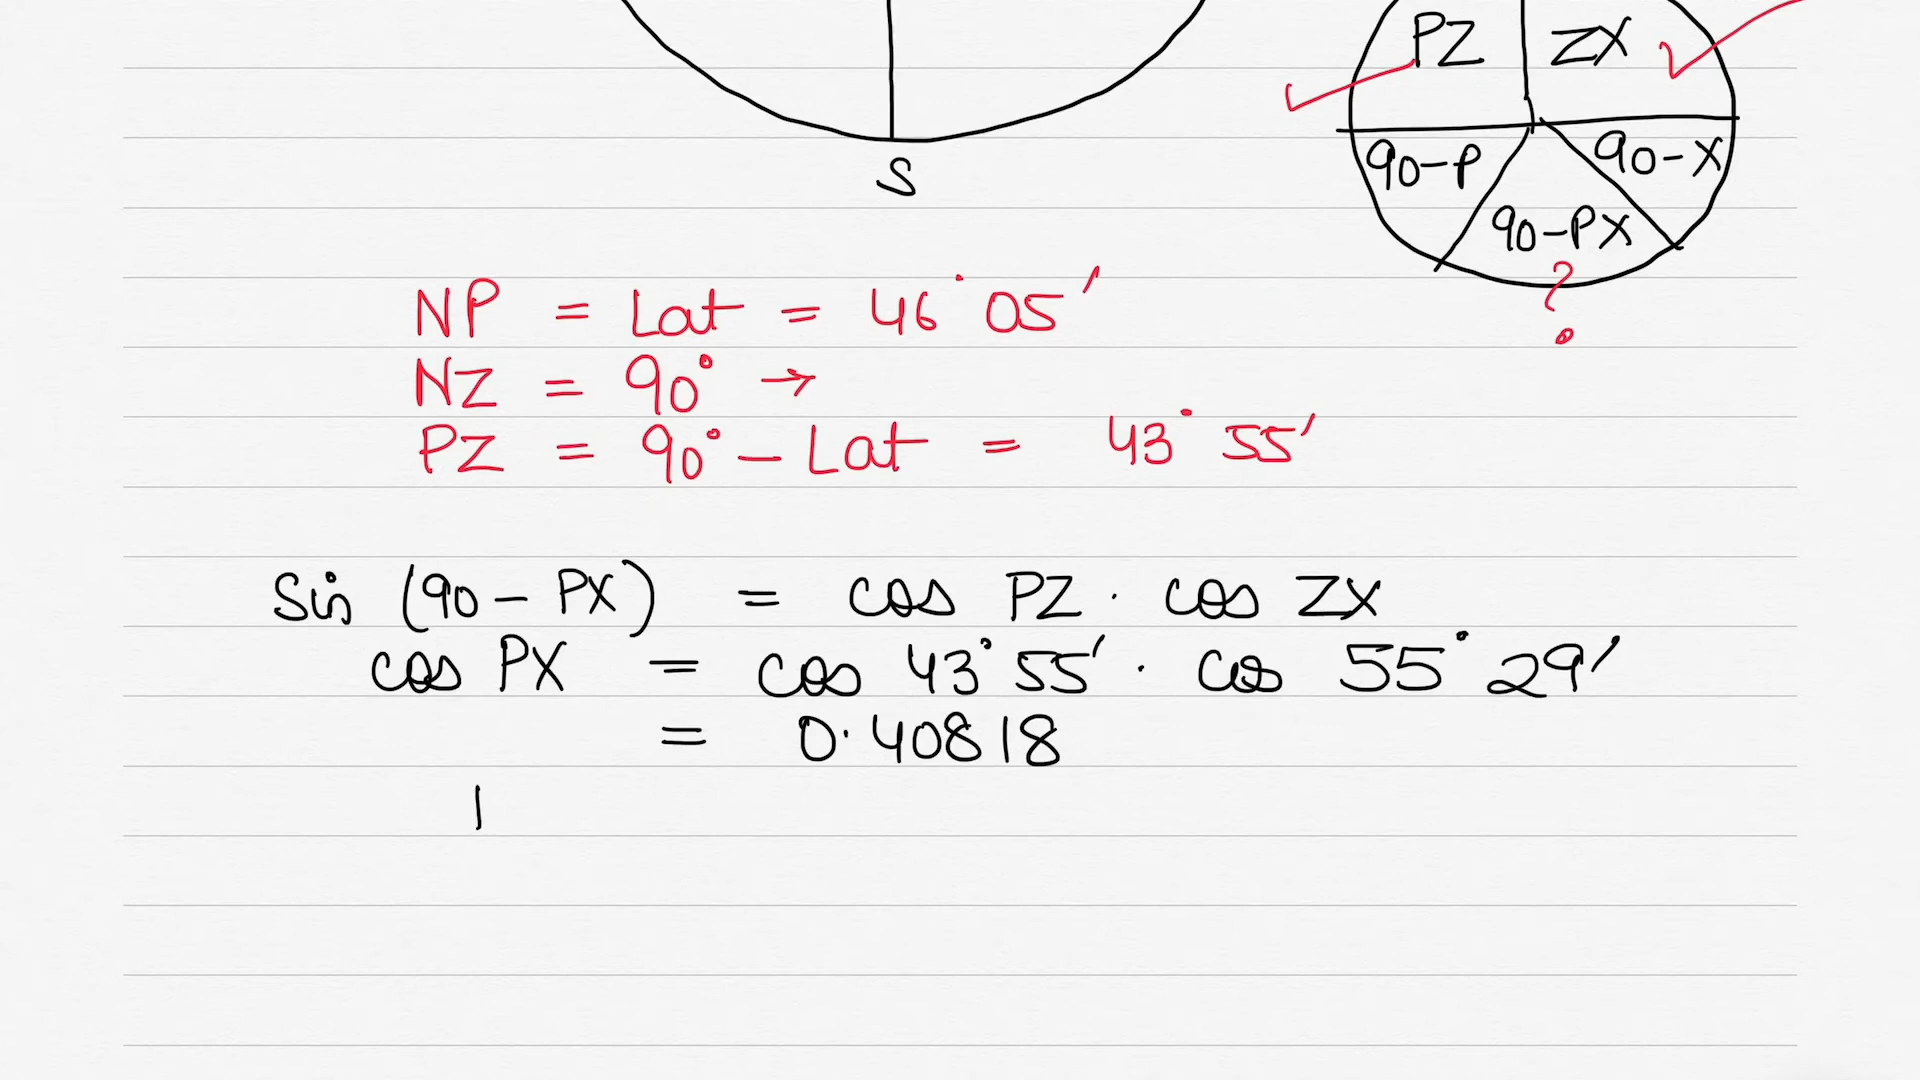 PZ ZX
90-P 90-X
90-PX
S
?
NP = Lat = 46° 05'
NZ = 90° →
PZ = 90° - Lat = 43° 55'
Sin (90 - PX) = cos PZ . cos ZX
cos PX = cos 43° 55' . cos 55° 29'
= 0.40818